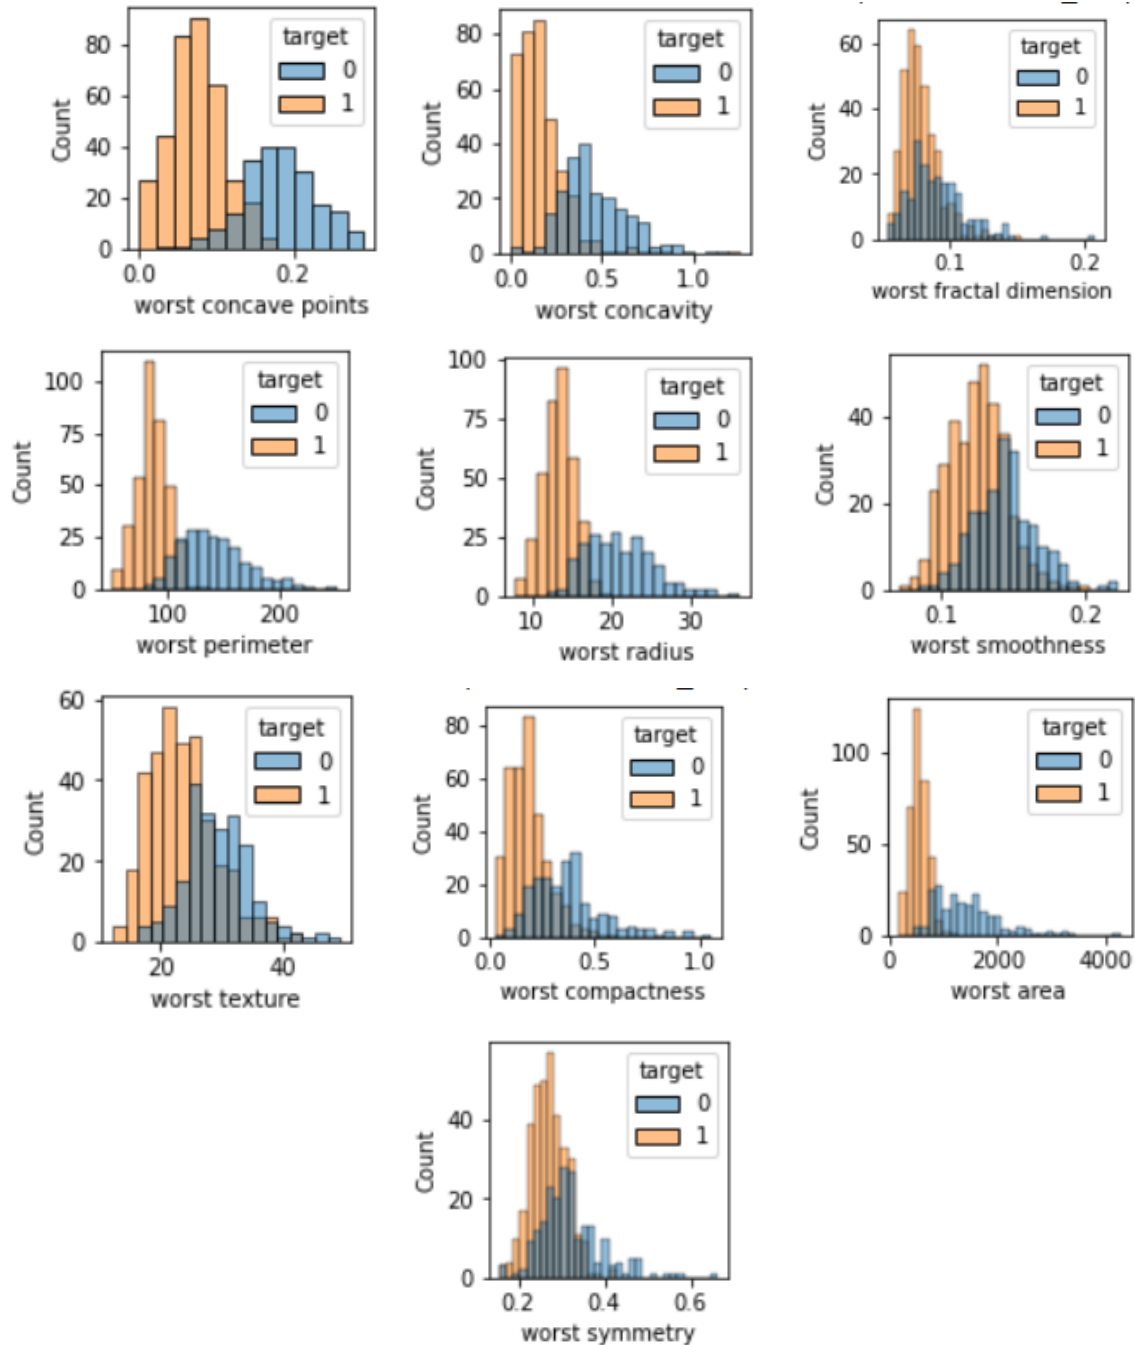 target
0
1
Count
80
60
40
20
0
0.0 0.2
worst concave points
target
0
1
Count
80
60
40
20
0
0.0 0.5 1.0
worst concavity
target
0
1
Count
60
40
20
0
0.1 0.2
worst fractal dimension
target
0
1
Count
100
75
50
25
0
100 200
worst perimeter
target
0
1
Count
100
75
50
25
0
10 20 30
worst radius
target
0
1
Count
40
20
0
0.1 0.2
worst smoothness
target
0
1
Count
60
40
20
0
20 40
worst texture
target
0
1
Count
80
60
40
20
0
0.0 0.5 1.0
worst compactness
target
0
1
Count
100
50
0
0 2000 4000
worst area
target
0
1
Count
40
20
0
0.2 0.4 0.6
worst symmetry